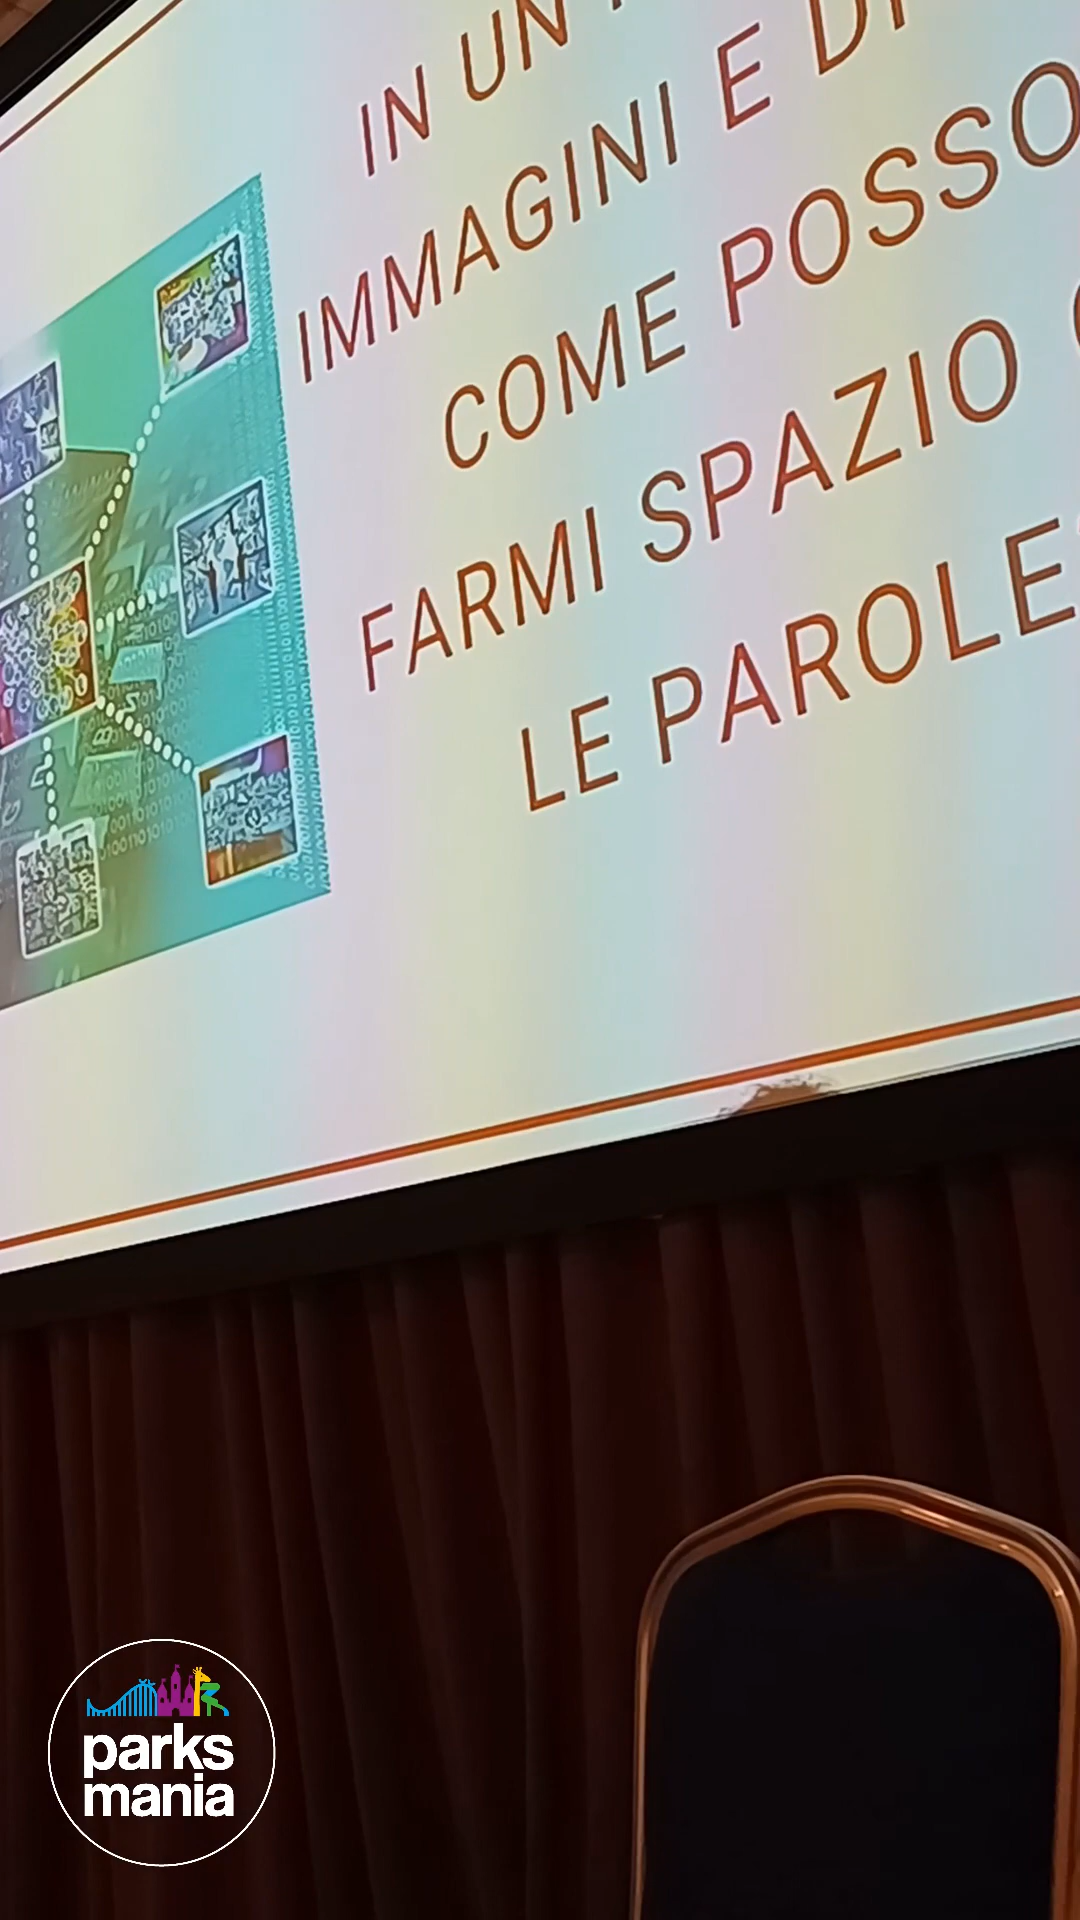 IN UN
IMMAGINI E DI
COME POSSO
FARMI SPAZIO
LE PAROLE
parks
mania